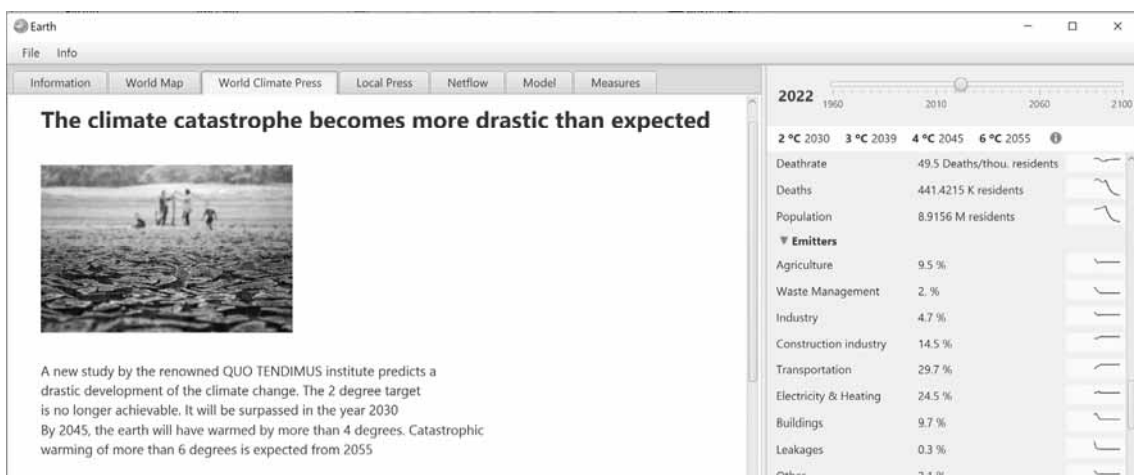 Earth
File Info
Information World Map World Climate Press Local Press Netflow Model Measures
The climate catastrophe becomes more drastic than expected
A new study by the renowned QUO TENDIMUS institute predicts a
drastic development of the climate change. The 2 degree target
is no longer achievable. It will be surpassed in the year 2030
By 2045, the earth will have warmed by more than 4 degrees. Catastrophic
warming of more than 6 degrees is expected from 2055
2022 1960 2010 2060 2100
2 °C 2030 3 °C 2039 4 °C 2045 6 °C 2055
Deathrate 49.5 Deaths/thou. residents
Deaths 441.4215 K residents
Population 8.9156 M residents
Emitters
Agriculture 9.5 %
Waste Management 2. %
Industry 4.7 %
Construction industry 14.5 %
Transportation 29.7 %
Electricity & Heating 24.5 %
Buildings 9.7 %
Leakages 0.3 %